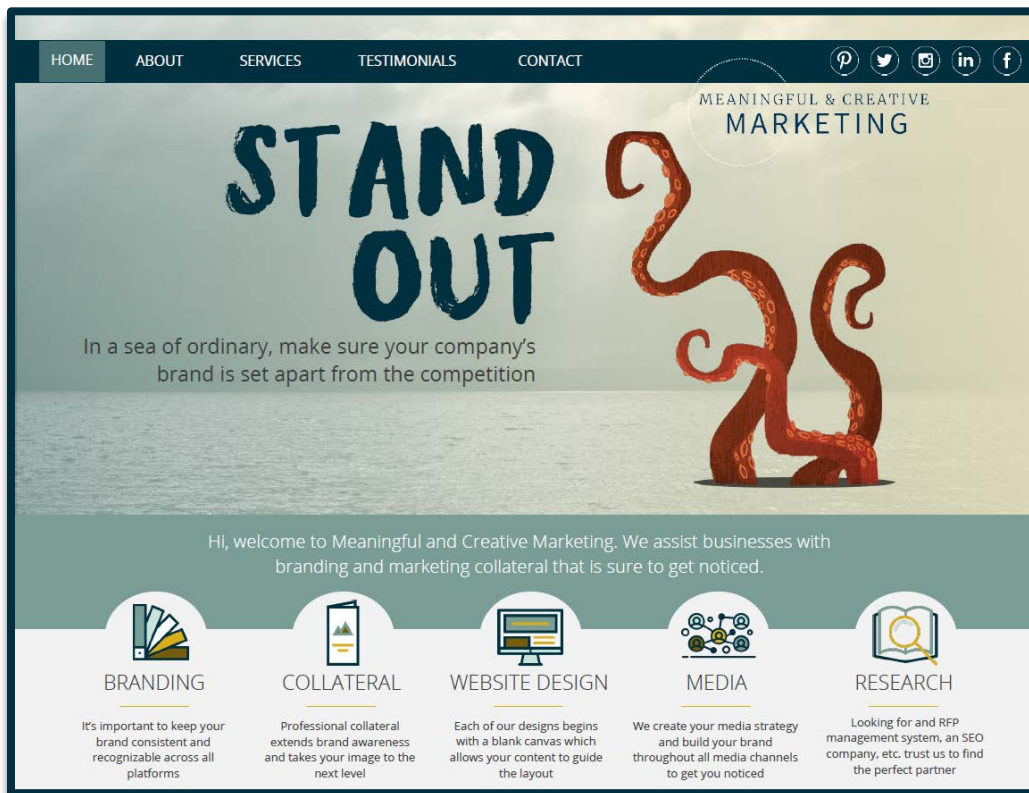 HOME ABOUT SERVICES TESTIMONIALS CONTACT
MEANINGFUL & CREATIVE
MARKETING
STAND
OUT
In a sea of ordinary, make sure your company's
brand is set apart from the competition
Hi, welcome to Meaningful and Creative Marketing. We assist businesses with
branding and marketing collateral that is sure to get noticed.
BRANDING
It's important to keep your
brand consistent and
recognizable across all
platforms
COLLATERAL
Professional collateral
extends brand awareness
and takes your image to the
next level
WEBSITE DESIGN
Each of our designs begins
with a blank canvas which
allows your content to guide
the layout
MEDIA
We create your media strategy
and build your brand
throughout all media channels
to get you noticed
RESEARCH
Looking for and RFP
management system, an SEO
company, etc. trust us to find
the perfect partner